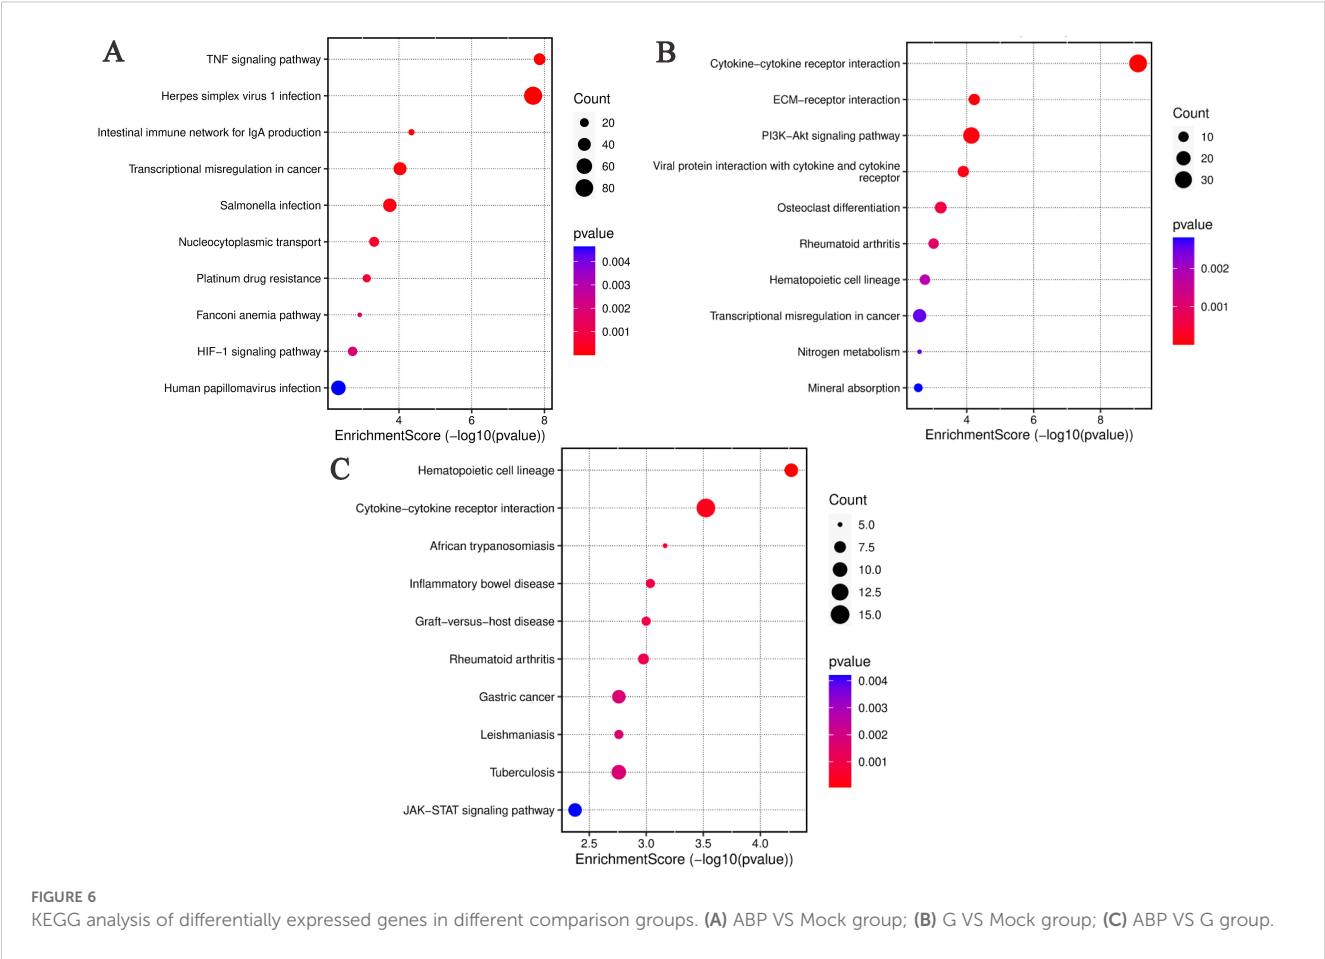 A
TNF signaling pathway
Herpes simplex virus 1 infection
Intestinal immune network for IgA production
Transcriptional misregulation in cancer
Salmonella infection
Nucleocytoplasmic transport
Platinum drug resistance
Fanconi anemia pathway
HIF−1 signaling pathway
Human papillomavirus infection
4 6 8
EnrichmentScore (−log10(pvalue))
Count
20
40
60
80
pvalue
0.004
0.003
0.002
0.001
B
Cytokine−cytokine receptor interaction
ECM−receptor interaction
PI3K−Akt signaling pathway
Viral protein interaction with cytokine and cytokine
receptor
Osteoclast differentiation
Rheumatoid arthritis
Hematopoietic cell lineage
Transcriptional misregulation in cancer
Nitrogen metabolism
Mineral absorption
4 6 8
EnrichmentScore (−log10(pvalue))
Count
10
20
30
pvalue
0.002
0.001
C
Hematopoietic cell lineage
Cytokine−cytokine receptor interaction
African trypanosomiasis
Inflammatory bowel disease
Graft−versus−host disease
Rheumatoid arthritis
Gastric cancer
Leishmaniasis
Tuberculosis
JAK−STAT signaling pathway
2.5 3.0 3.5 4.0
EnrichmentScore (−log10(pvalue))
Count
5.0
7.5
10.0
12.5
15.0
pvalue
0.004
0.003
0.002
0.001
FIGURE 6
KEGG analysis of differentially expressed genes in different comparison groups. (A) ABP VS Mock group; (B) G VS Mock group; (C) ABP VS G group.